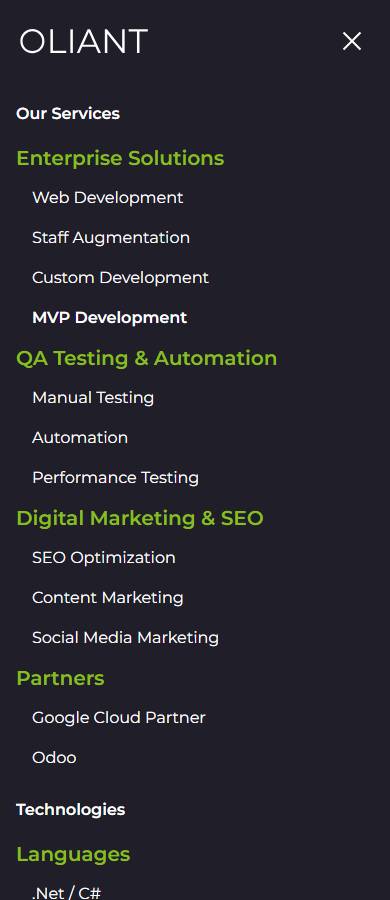 OLIANT
Our Services
Enterprise Solutions
Web Development
Staff Augmentation
Custom Development
MVP Development
QA Testing & Automation
Manual Testing
Automation
Performance Testing
Digital Marketing & SEO
SEO Optimization
Content Marketing
Social Media Marketing
Partners
Google Cloud Partner
Odoo
Technologies
Languages
.Net / C#